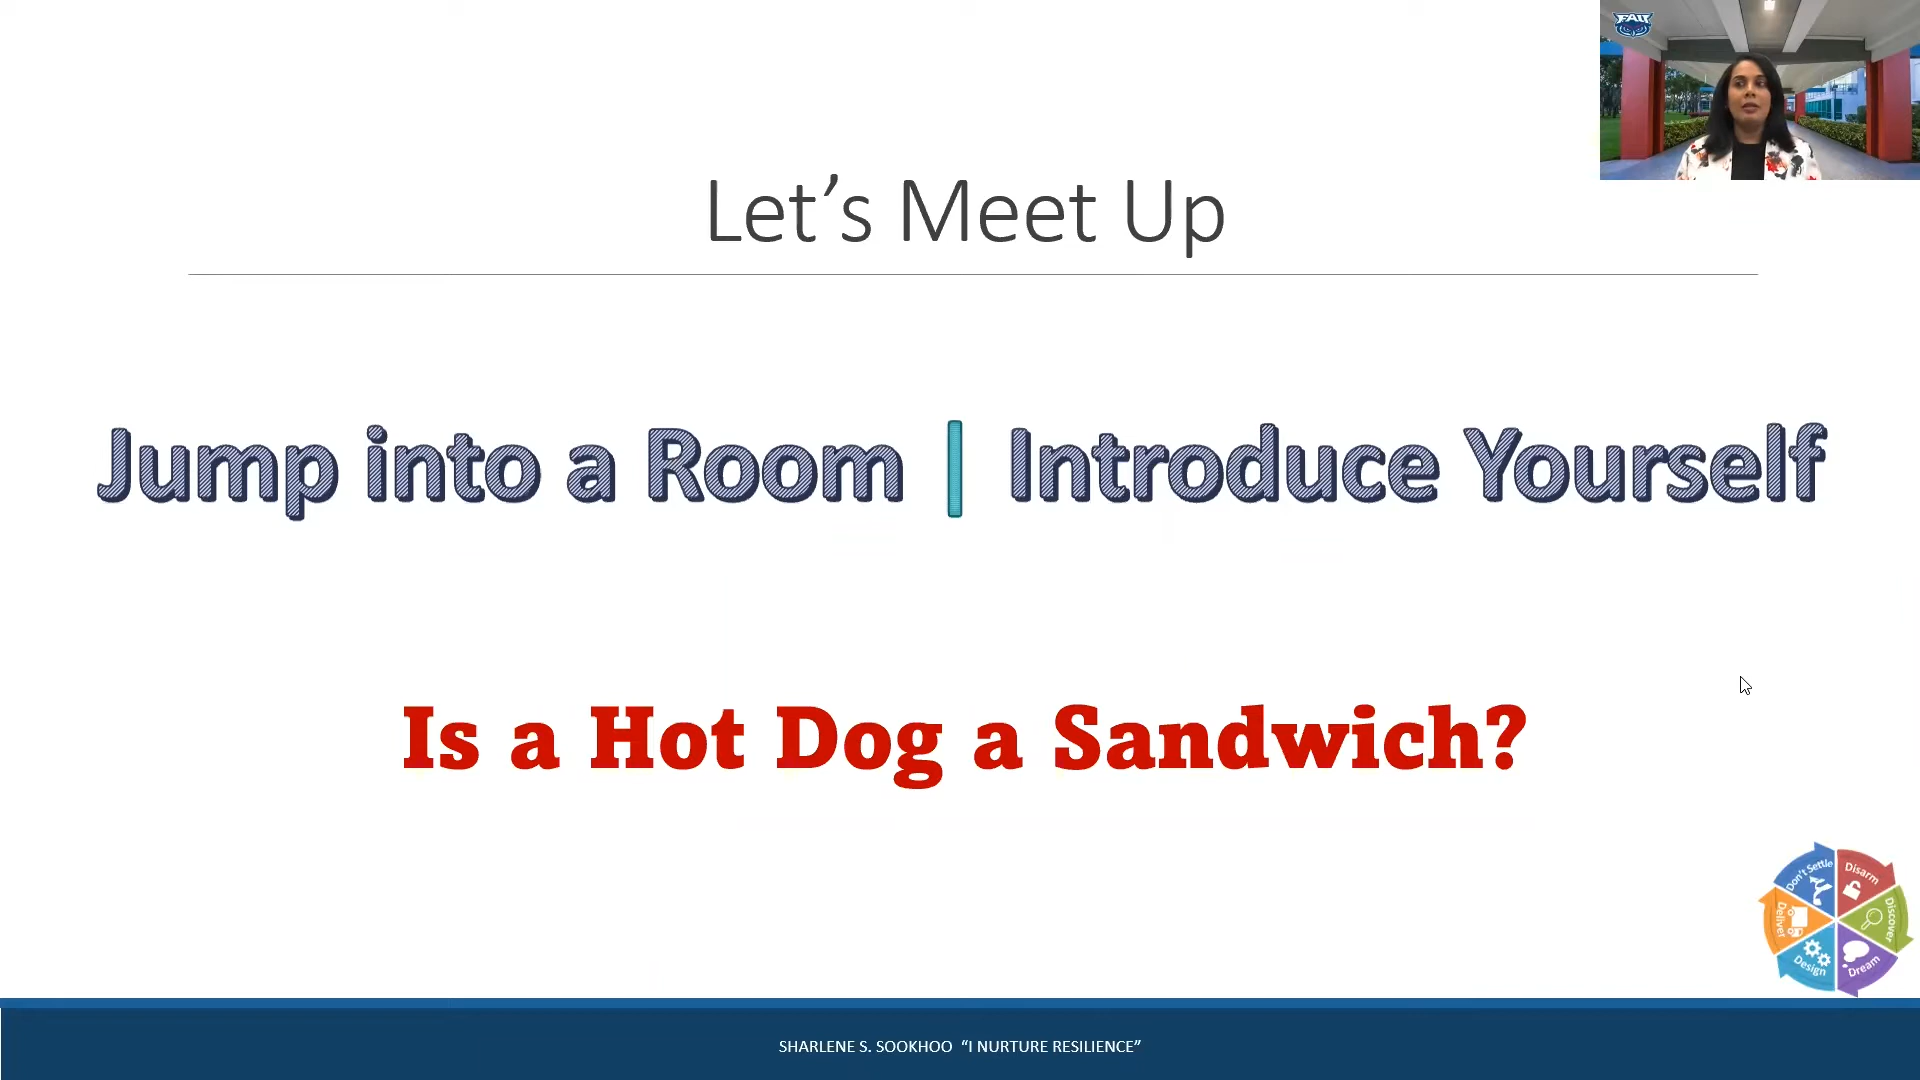 FAU
Let’s Meet Up
Jump into a Room | Introduce Yourself
Is a Hot Dog a Sandwich?
Don't Settle
Disarm
Discover
Dream
Design
Deliver
SHARLENE S. SOOKHOO “I NURTURE RESILIENCE”